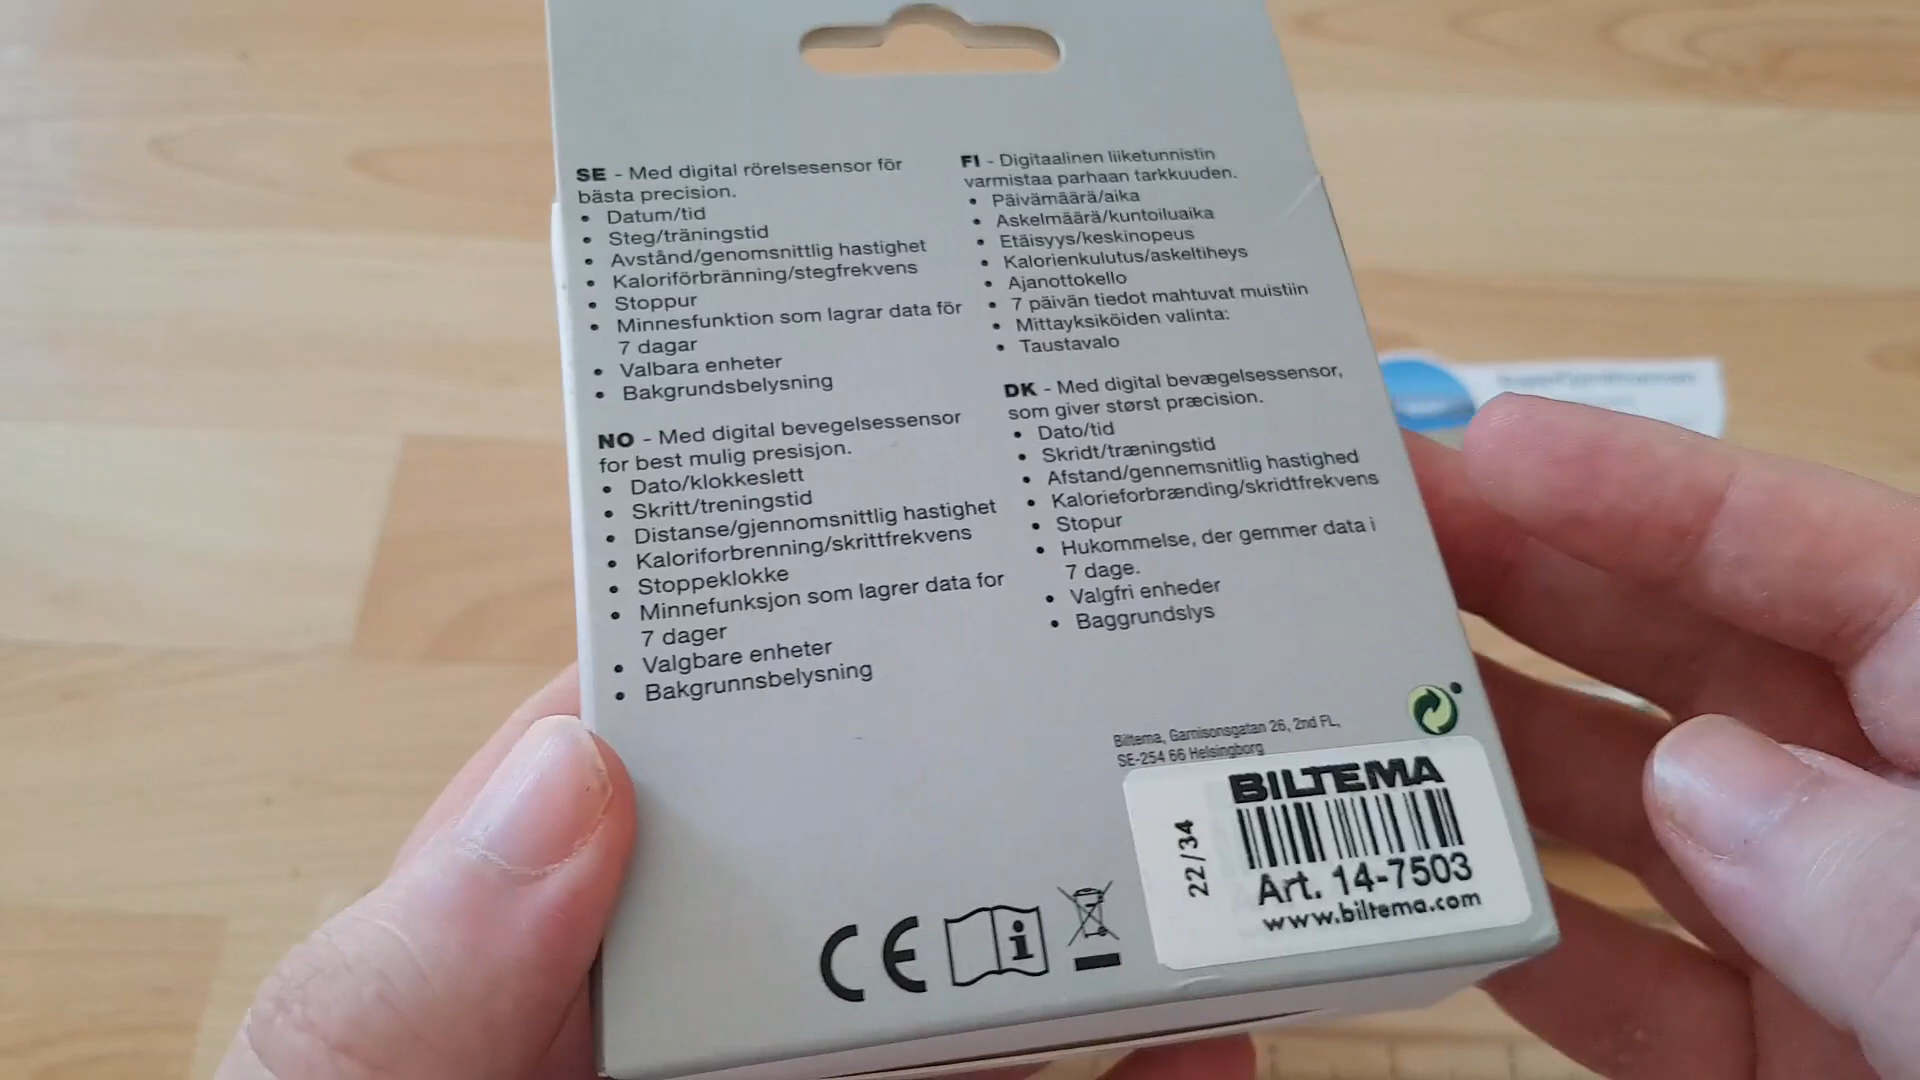 SE - Med digital rörelsesensor för
bästa precision.
• Datum/tid
• Steg/träningstid
• Avstånd/genomsnittlig hastighet
• Kaloriförbränning/stegfrekvens
• Stoppur
• Minnesfunktion som lagrar data för
7 dagar
• Valbara enheter
• Bakgrundsbelysning
NO - Med digital bevegelsessensor
for best mulig presisjon.
• Dato/klokkeslett
• Skritt/treningstid
• Distanse/gjennomsnittlig hastighet
• Kaloriforbrenning/skrittfrekvens
• Stoppeklokke
• Minnefunksjon som lagrer data for
7 dager
• Valgbare enheter
• Bakgrunnsbelysning
FI - Digitaalinen liiketunnistin
varmistaa parhaan tarkkuuden.
• Päivämäärä/aika
• Askelmäärä/kuntoiluaika
• Etäisyys/keskinopeus
• Kalorienkulutus/askeltiheys
• Ajanottokello
• 7 päivän tiedot mahtuvat muistiin
• Mittayksiköiden valinta:
• Taustavalo
DK - Med digital bevægelsessensor,
som giver størst præcision.
• Dato/tid
• Skridt/træningstid
• Afstand/gennemsnitlig hastighed
• Kalorieforbrænding/skridtfrekvens
• Stopur
• Hukommelse, der gemmer data i
7 dage.
• Valgfri enheder
• Baggrundslys
Biltema, Garnisonsgatan 26, 2nd FL,
SE-254 66 Helsingborg
BILTEMA
22/34
Art. 14-7503
www.biltema.com
CE